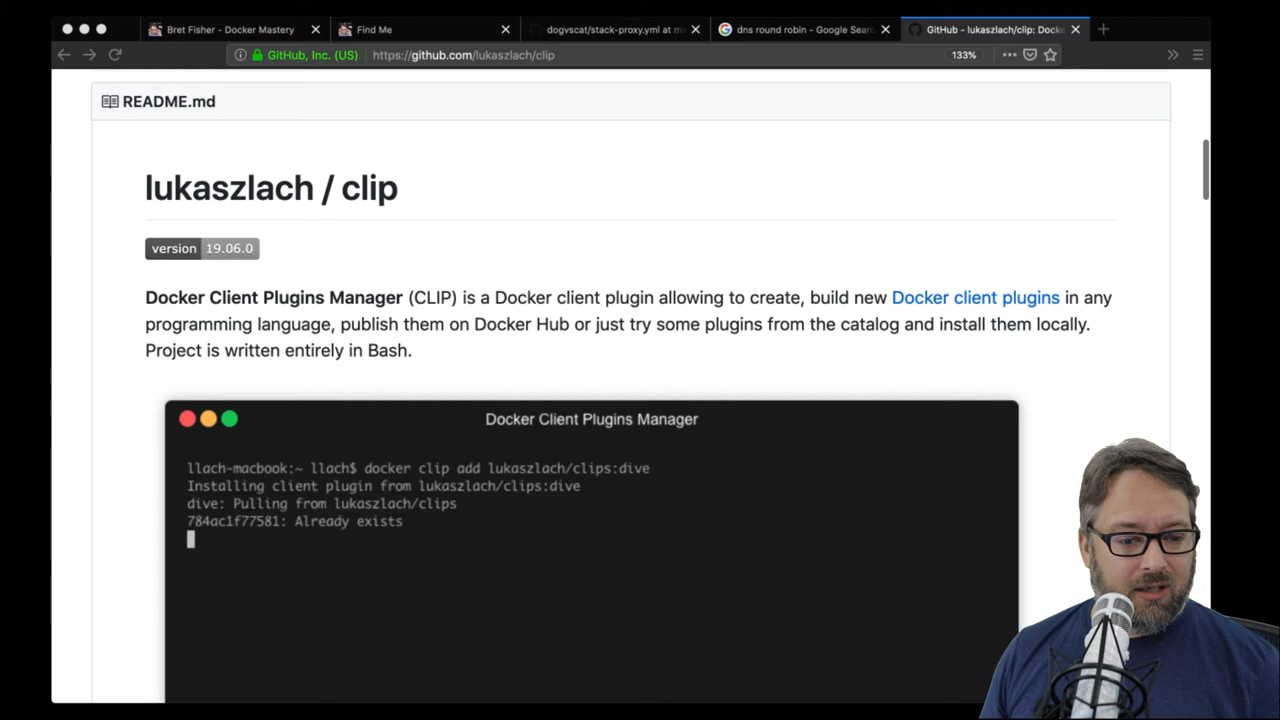 Bret Fisher - Docker Mastery
Find Me
dogvscat/stack-proxy.yml at m
dns round robin - Google Searc
GitHub - lukaszlach/clip: Docke
GitHub, Inc. (US)
https://github.com/lukaszlach/clip
133%
README.md
lukaszlach / clip
version 19.06.0
Docker Client Plugins Manager (CLIP) is a Docker client plugin allowing to create, build new Docker client plugins in any
programming language, publish them on Docker Hub or just try some plugins from the catalog and install them locally.
Project is written entirely in Bash.
Docker Client Plugins Manager
llach-macbook:~ llach$ docker clip add lukaszlach/clips:dive
Installing client plugin from lukaszlach/clips:dive
dive: Pulling from lukaszlach/clips
784ac1f77581: Already exists